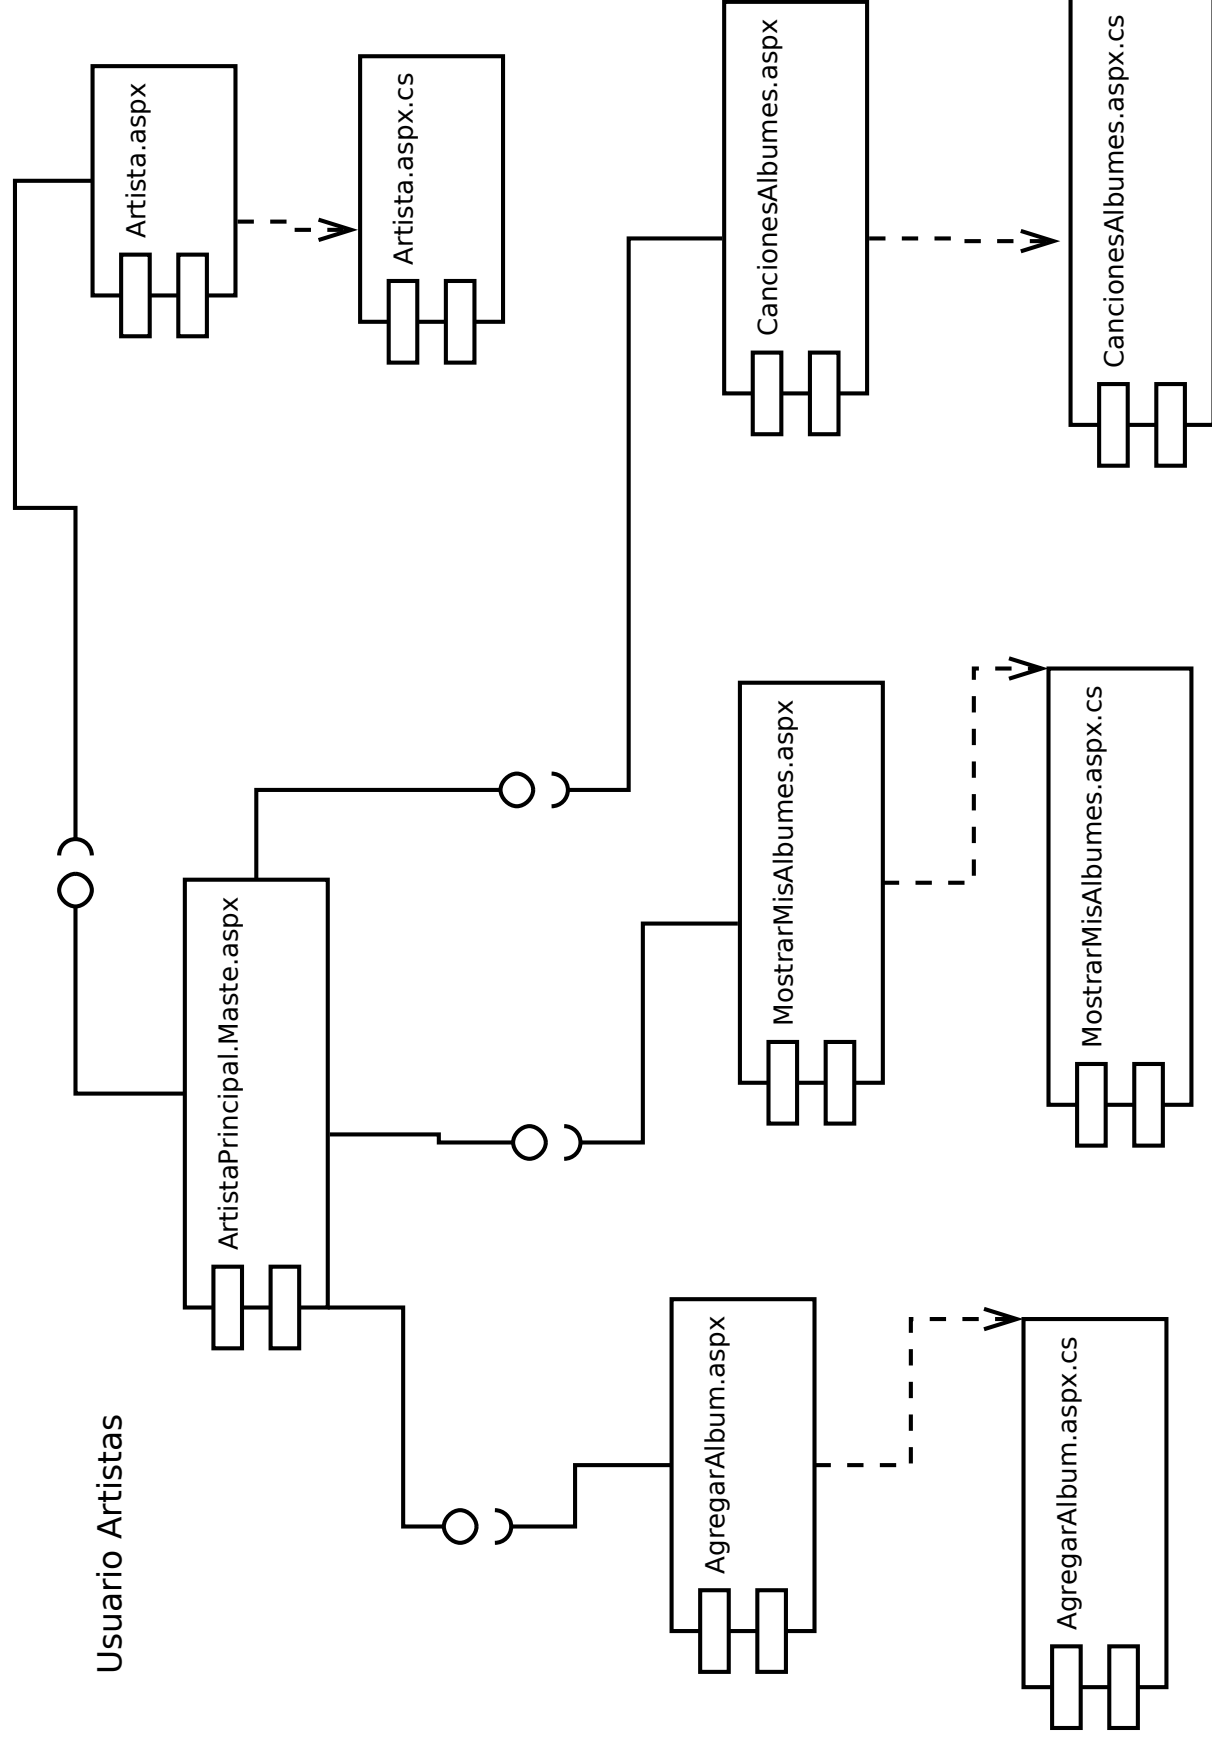 Usuario Artistas
ArtistaPrincipal.Maste.aspx
Artista.aspx
Artista.aspx.cs
AgregarAlbum.aspx
MostrarMisAlbumes.aspx
CancionesAlbumes.aspx
AgregarAlbum.aspx.cs
MostrarMisAlbumes.aspx.cs
CancionesAlbumes.aspx.cs